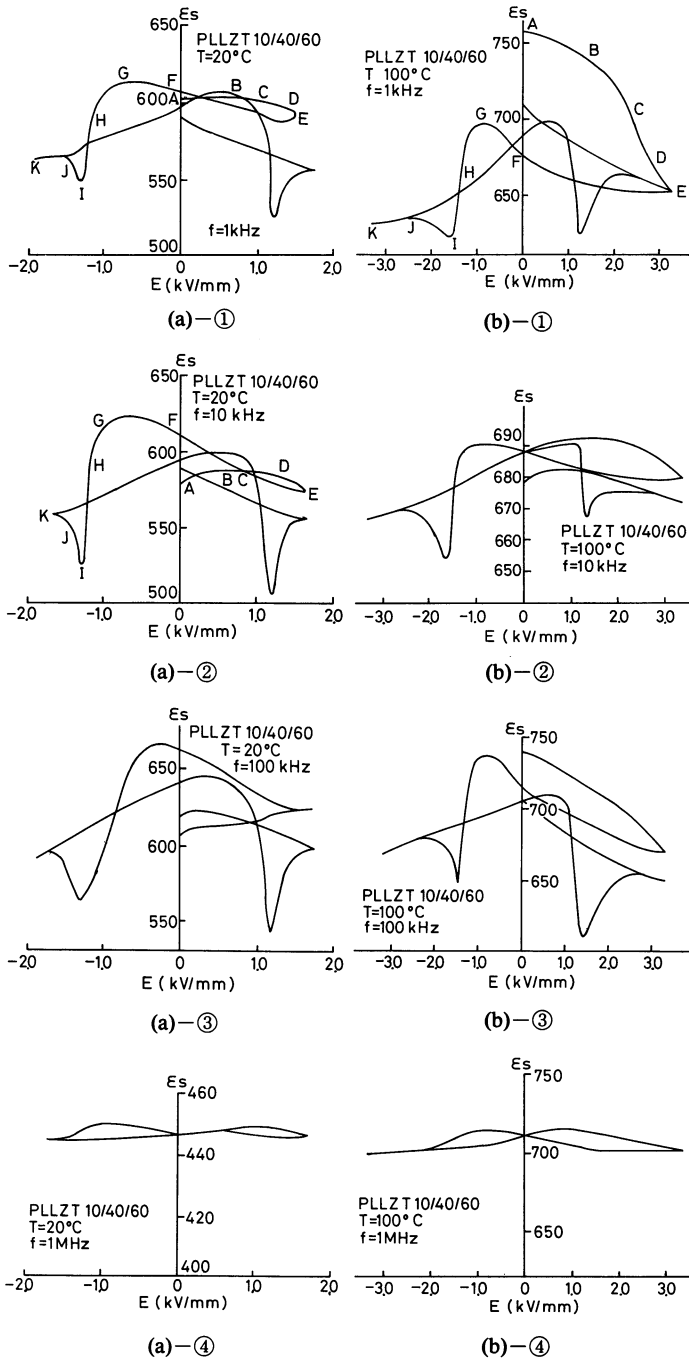 εs
650
PLLZT 10/40/60
T=20°C
G
F
600
A
B
C
D
E
H
K
J
I
550
f=1kHz
500
-2.0
-1.0
0
1.0
2.0
E (kV/mm)
(a)—①
εs
A
750
PLLZT 10/40/60
T 100°C
f=1kHz
B
C
700
G
D
H
F
E
650
K
J
I
-3.0
-2.0
-1.0
0
1.0
2.0
3.0
E (kV/mm)
(b)—①
εs
650
PLLZT 10/40/60
T=20°C
f=10 kHz
G
F
600
H
A
B
C
D
E
K
J
I
550
500
-2.0
-1.0
0
1.0
2.0
E (kV/mm)
(a)—②
εs
690
680
670
660
650
PLLZT 10/40/60
T=100°C
f=10 kHz
-3.0
-2.0
-1.0
0
1.0
2.0
3.0
E (kV/mm)
(b)—②
εs
PLLZT 10/40/60
T=20°C
f=100 kHz
650
600
550
-2.0
-1.0
0
1.0
2.0
E (kV/mm)
(a)—③
εs
750
700
650
PLLZT 10/40/60
T=100°C
f=100 kHz
-3.0
-2.0
-1.0
0
1.0
2.0
3.0
E (kV/mm)
(b)—③
εs
460
440
PLLZT 10/40/60
T=20°C
f=1MHz
420
400
-2.0
-1.0
0
1.0
2.0
E (kV/mm)
(a)—④
εs
750
700
PLLZT 10/40/60
T=100°C
f=1MHz
650
-3.0
-2.0
-1.0
0
1.0
2.0
3.0
E (kV/mm)
(b)—④